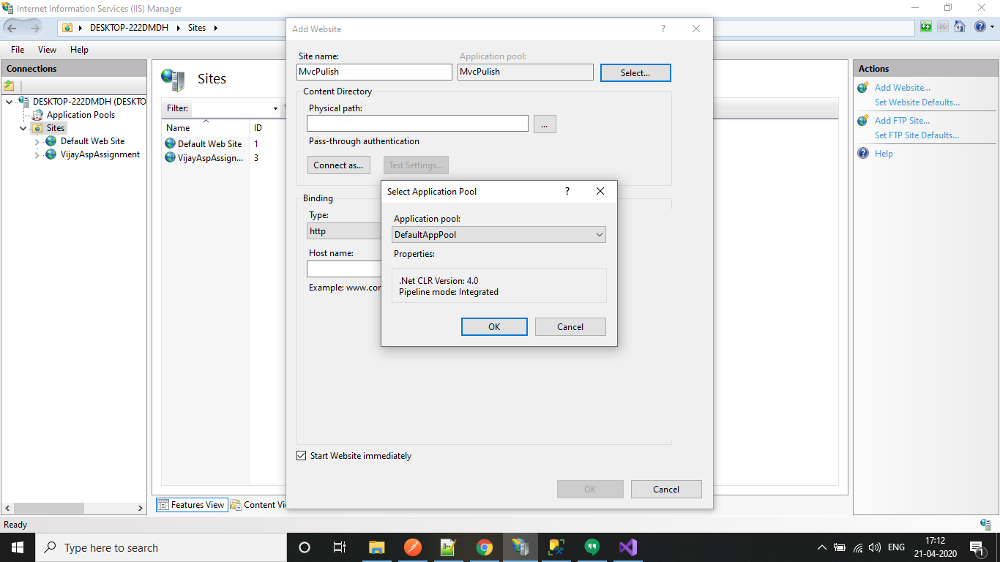 Internet Information Services (IIS) Manager
DESKTOP-222DMDH
Sites
File View Help
Connections
DESKTOP-222DMDH (DESKTO
Application Pools
Sites
Default Web Site
VijayAspAssignment
Sites
Filter:
Name ID
Default Web Site 1
VijayAspAssign... 3
Features View Content Vi
Add Website ?
Site name: Application pool:
MvcPulish MvcPulish Select...
Content Directory
Physical path:
...
Pass-through authentication
Connect as... Test Settings...
Binding
Type:
http
Host name:
Example: www.cor
Select Application Pool ?
Application pool:
DefaultAppPool
Properties:
.Net CLR Version: 4.0
Pipeline mode: Integrated
OK Cancel
Start Website immediately
OK Cancel
Actions
Add Website...
Set Website Defaults...
Add FTP Site...
Set FTP Site Defaults...
Help
Ready
Type here to search
ENG
17:12
21-04-2020
1